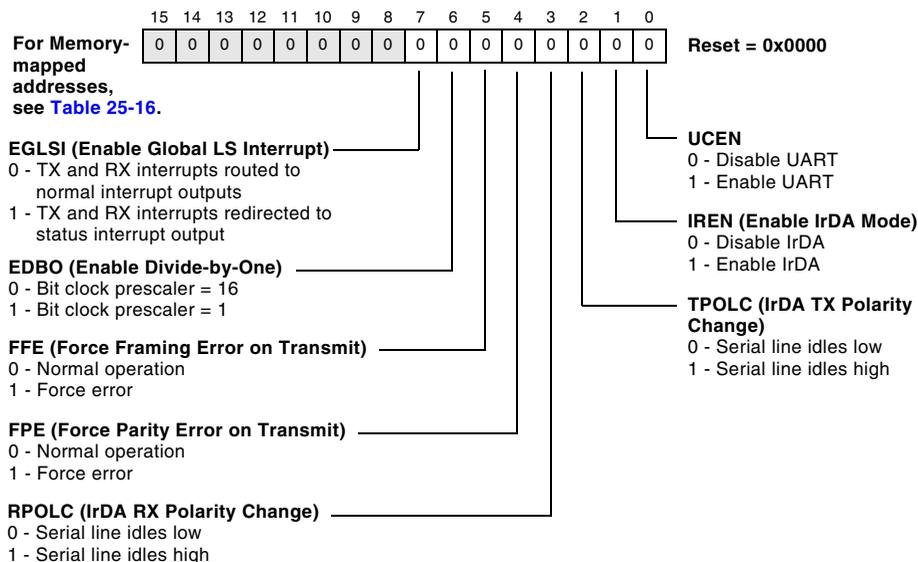 15 14 13 12 11 10 9 8 7 6 5 4 3 2 1 0
0 0 0 0 0 0 0 0 0 0 0 0 0 0 0 0
For Memory-
mapped
addresses,
see Table 25-16.
Reset = 0x0000
EGLSI (Enable Global LS Interrupt)
0 - TX and RX interrupts routed to
normal interrupt outputs
1 - TX and RX interrupts redirected to
status interrupt output
EDBO (Enable Divide-by-One)
0 - Bit clock prescaler = 16
1 - Bit clock prescaler = 1
FFE (Force Framing Error on Transmit)
0 - Normal operation
1 - Force error
FPE (Force Parity Error on Transmit)
0 - Normal operation
1 - Force error
RPOLC (IrDA RX Polarity Change)
0 - Serial line idles low
1 - Serial line idles high
UCEN
0 - Disable UART
1 - Enable UART
IREN (Enable IrDA Mode)
0 - Disable IrDA
1 - Enable IrDA
TPOLC (IrDA TX Polarity
Change)
0 - Serial line idles low
1 - Serial line idles high